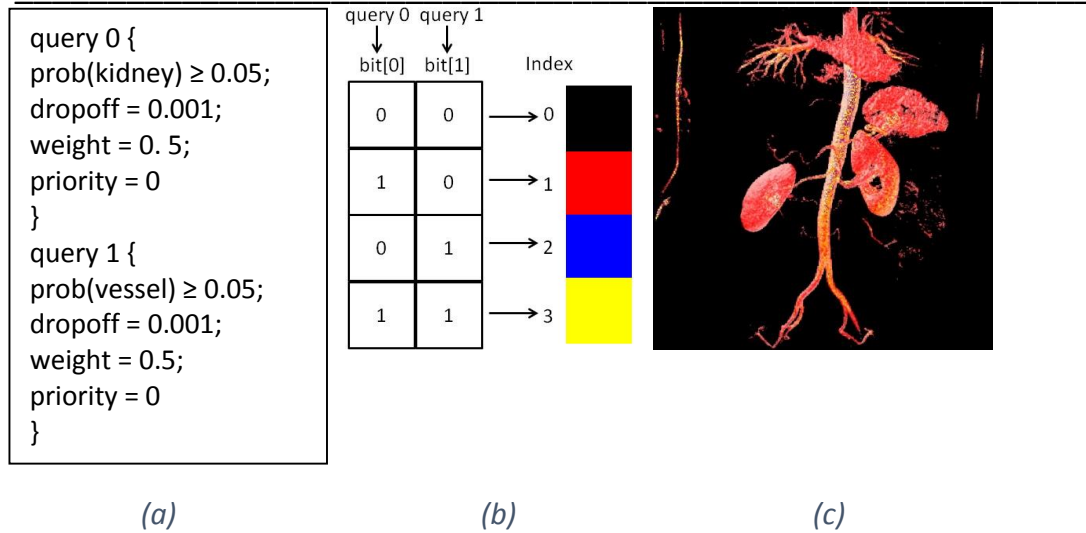 query 0 {
prob(kidney) ≥ 0.05;
dropoff = 0.001;
weight = 0. 5;
priority = 0
}
query 1 {
prob(vessel) ≥ 0.05;
dropoff = 0.001;
weight = 0.5;
priority = 0
}
query 0 query 1
bit[0] bit[1] Index
0 0 0
1 0 1
0 1 2
1 1 3
(a) (b) (c)